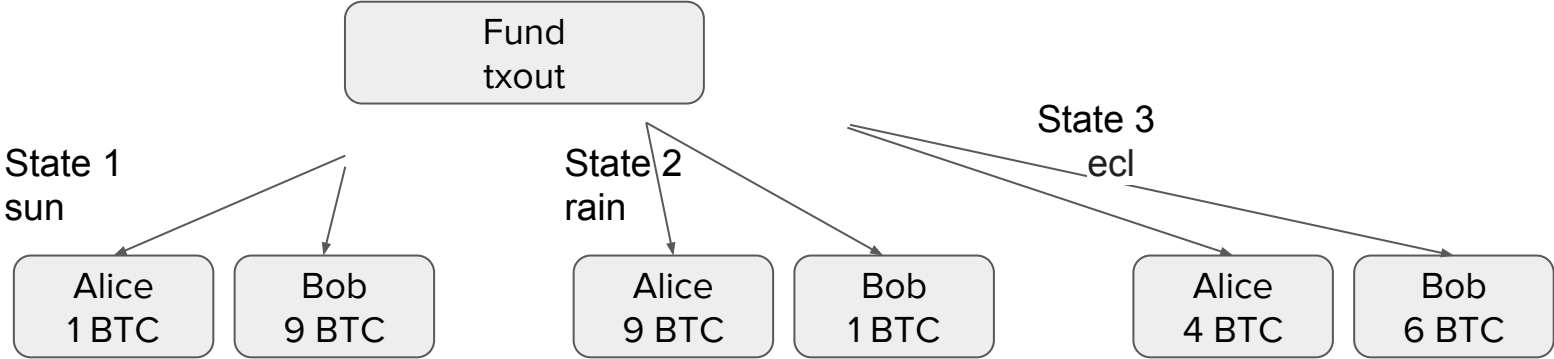 Fund
txout
State 1
sun
State 2
rain
State 3
ecl
Alice
1 BTC
Bob
9 BTC
Alice
9 BTC
Bob
1 BTC
Alice
4 BTC
Bob
6 BTC